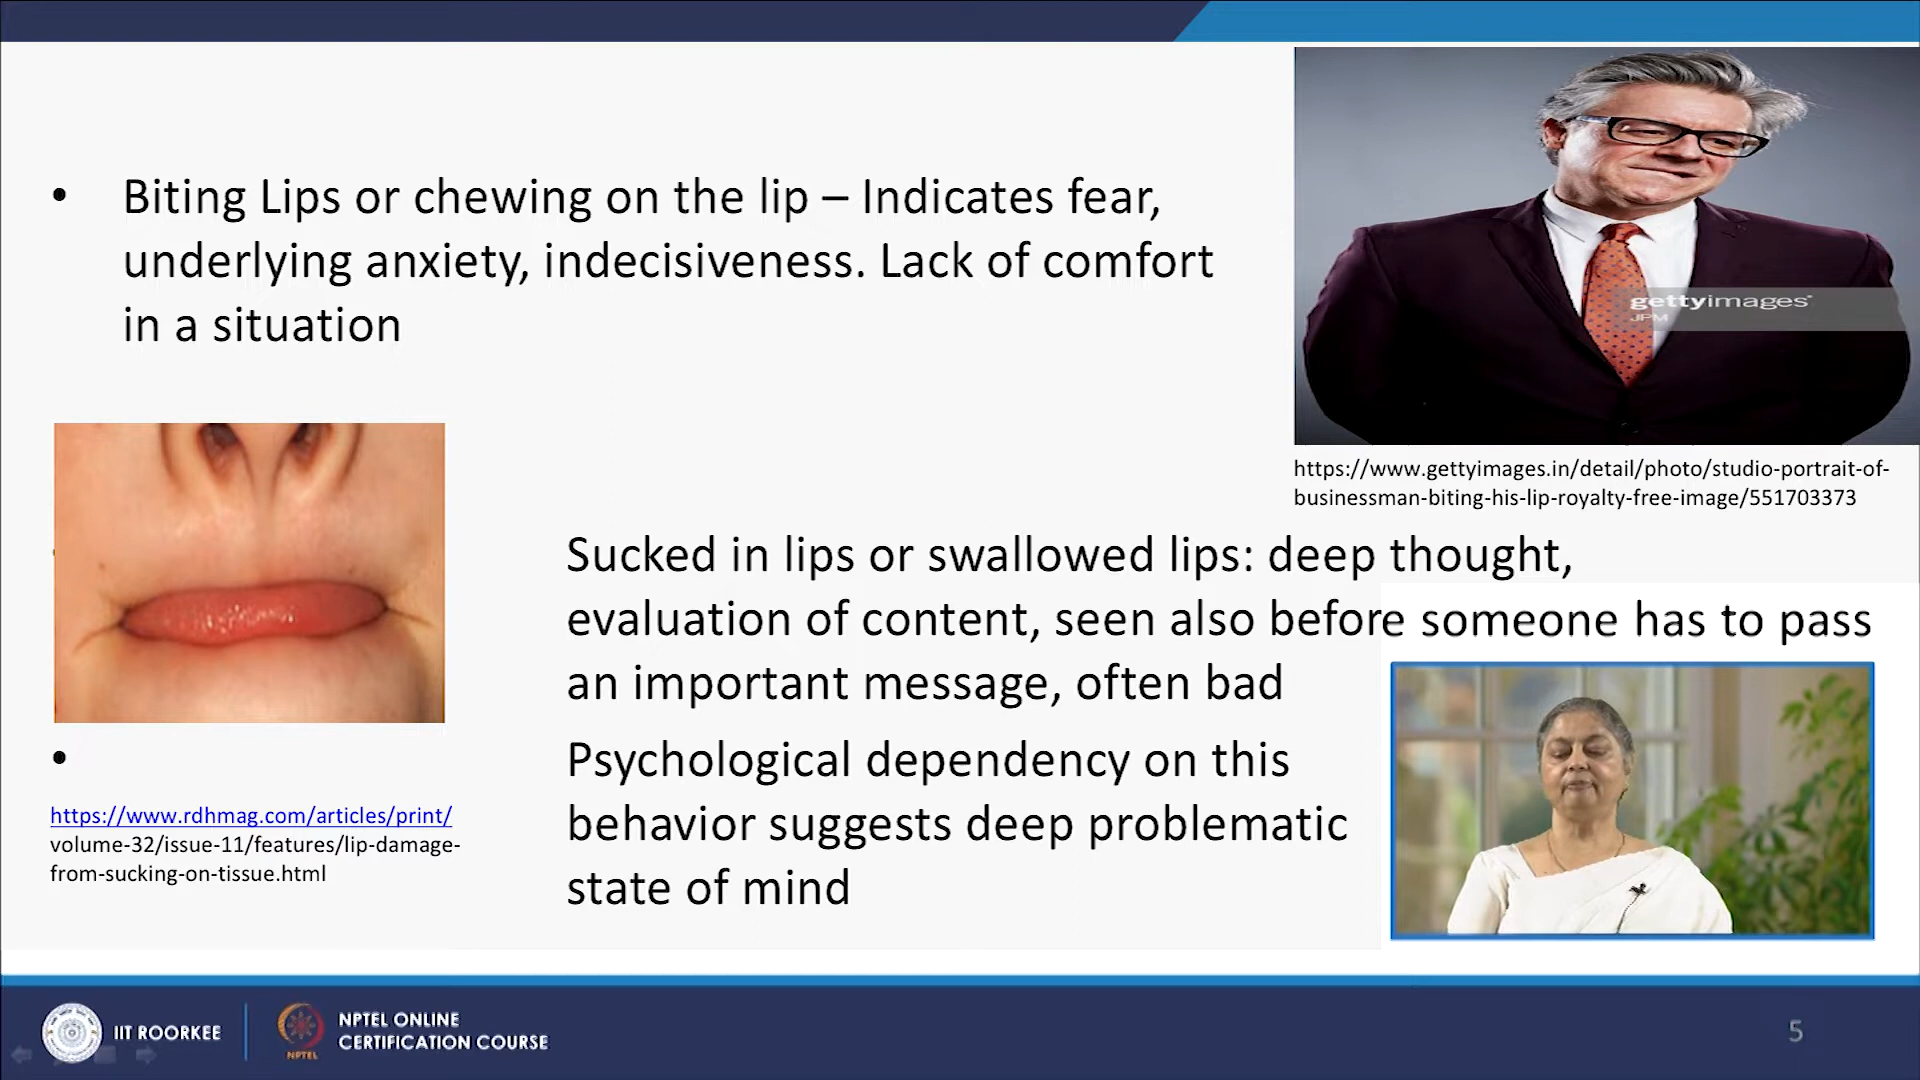 • Biting Lips or chewing on the lip – Indicates fear,
underlying anxiety, indecisiveness. Lack of comfort
in a situation
gettyimages®
JPM
https://www.gettyimages.in/detail/photo/studio-portrait-of-
businessman-biting-his-lip-royalty-free-image/551703373
Sucked in lips or swallowed lips: deep thought,
evaluation of content, seen also before someone has to pass
an important message, often bad
• Psychological dependency on this
behavior suggests deep problematic
state of mind
https://www.rdhmag.com/articles/print/
volume-32/issue-11/features/lip-damage-
from-sucking-on-tissue.html
IIT ROORKEE
NPTEL
NPTEL ONLINE
CERTIFICATION COURSE
5